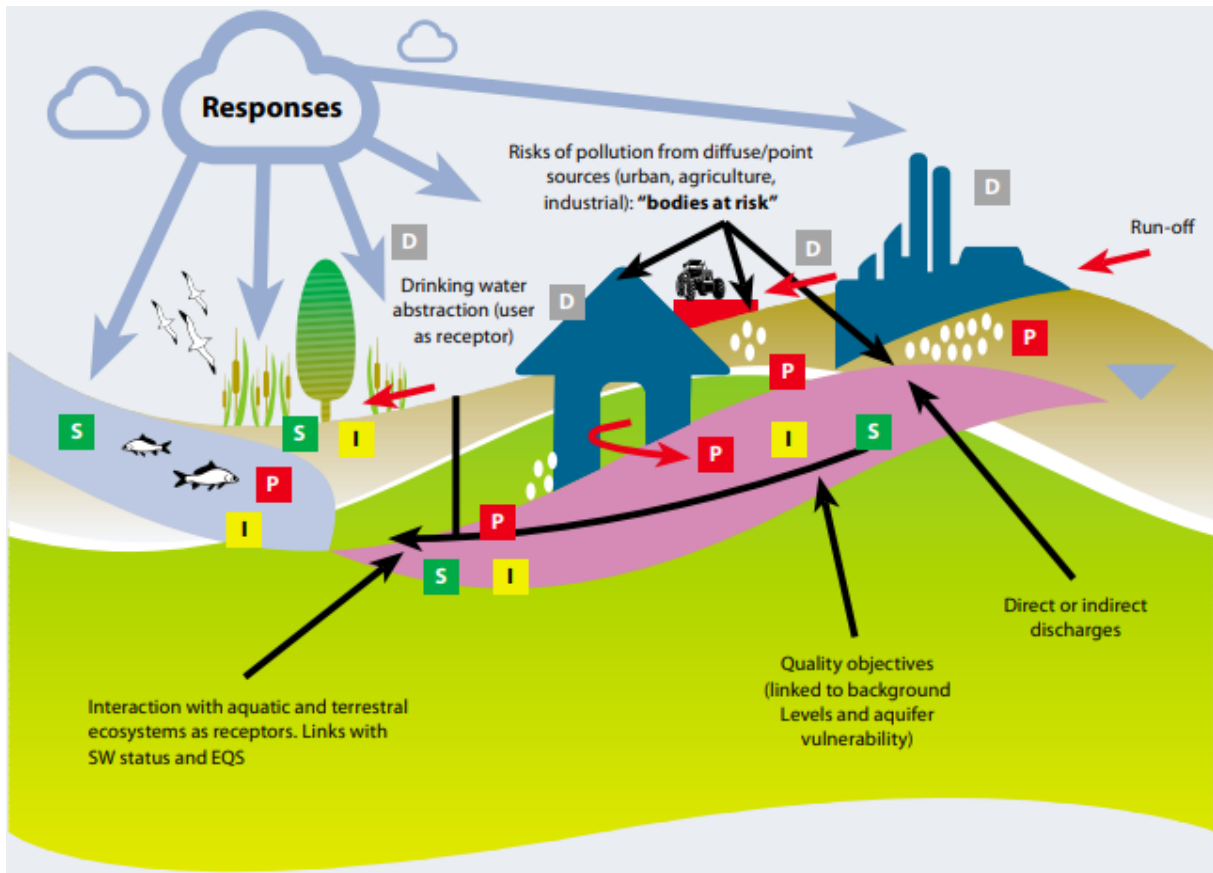 Responses
Risks of pollution from diffuse/point
sources (urban, agriculture,
industrial): “bodies at risk”
D
Run-off
D
D
Drinking water
abstraction (user
as receptor)
D
P
P
S
S
I
I
S
P
P
I
P
S
I
Direct or indirect
discharges
Quality objectives
(linked to background
Levels and aquifer
vulnerability)
Interaction with aquatic and terrestral
ecosystems as receptors. Links with
SW status and EQS